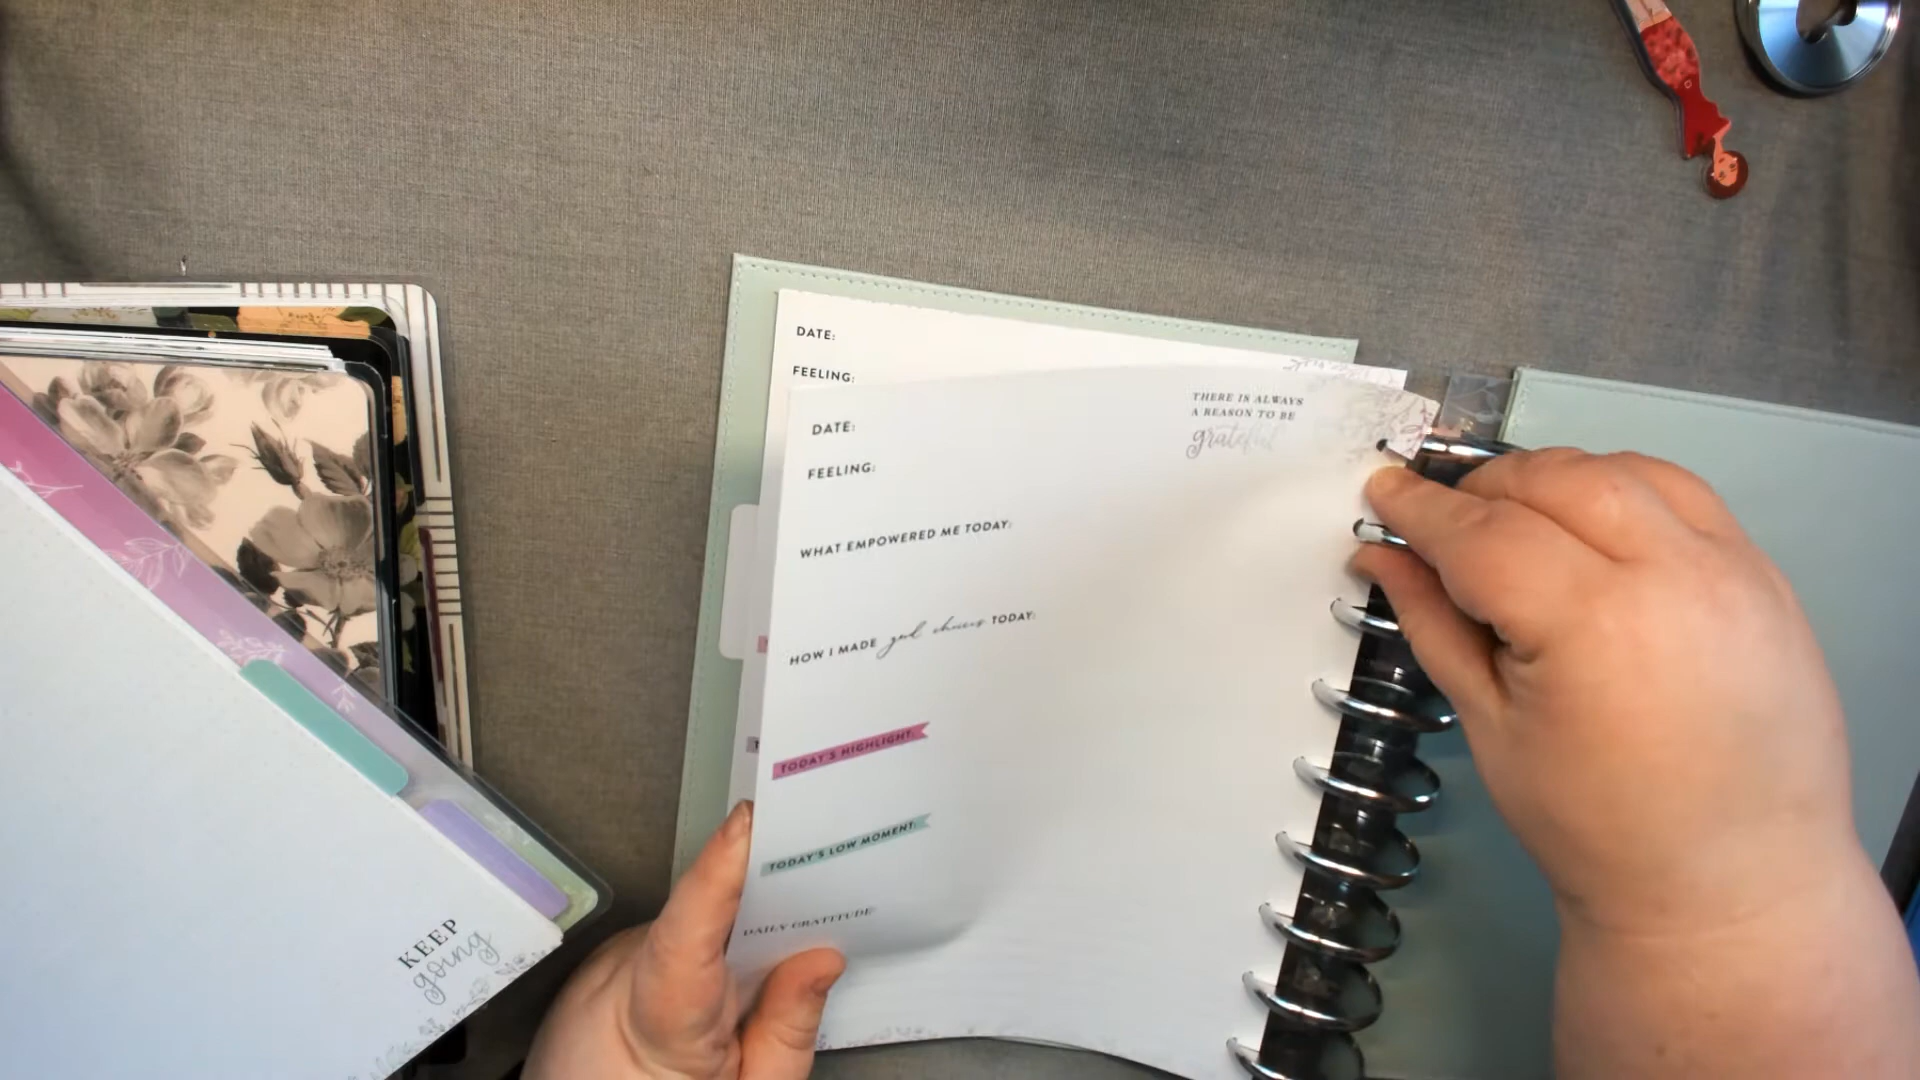 DATE:
FEELING:
THERE IS ALWAYS
A REASON TO BE
grateful
DATE:
FEELING:
WHAT EMPOWERED ME TODAY:
HOW I MADE good choices TODAY:
TODAY'S HIGHLIGHT:
TODAY'S LOW MOMENT:
DAILY GRATITUDE:
KEEP
going